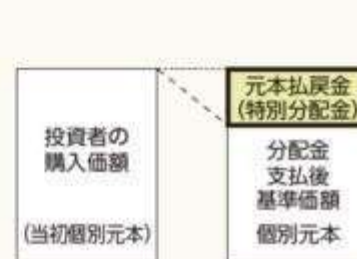 投資者の
購入価額
(当初個別元本)
元本払戻金
(特別分配金)
分配金
支払後
基準価額
個別元本